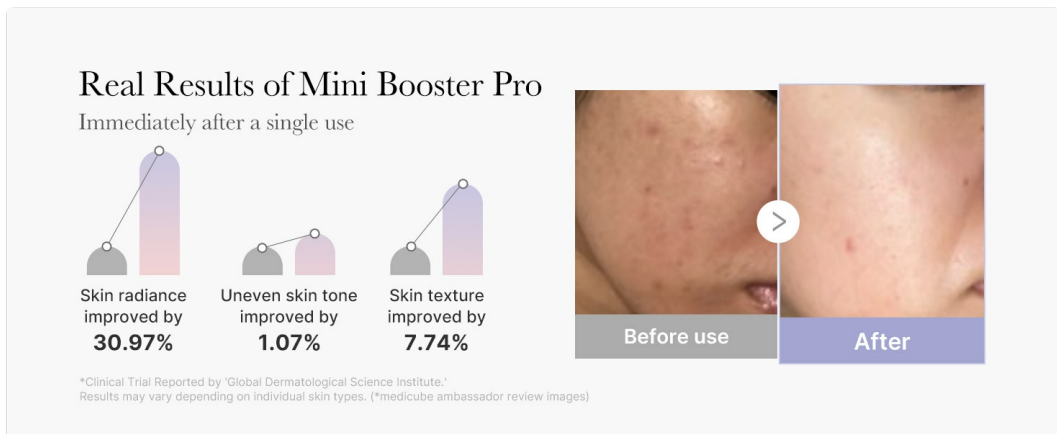 Real Results of Mini Booster Pro
Immediately after a single use
Skin radiance
improved by
30.97%
Uneven skin tone
improved by
1.07%
Skin texture
improved by
7.74%
Before use
>
After
*Clinical Trial Reported by 'Global Dermatological Science Institute.'
Results may vary depending on individual skin types. (*medicube ambassador review images)